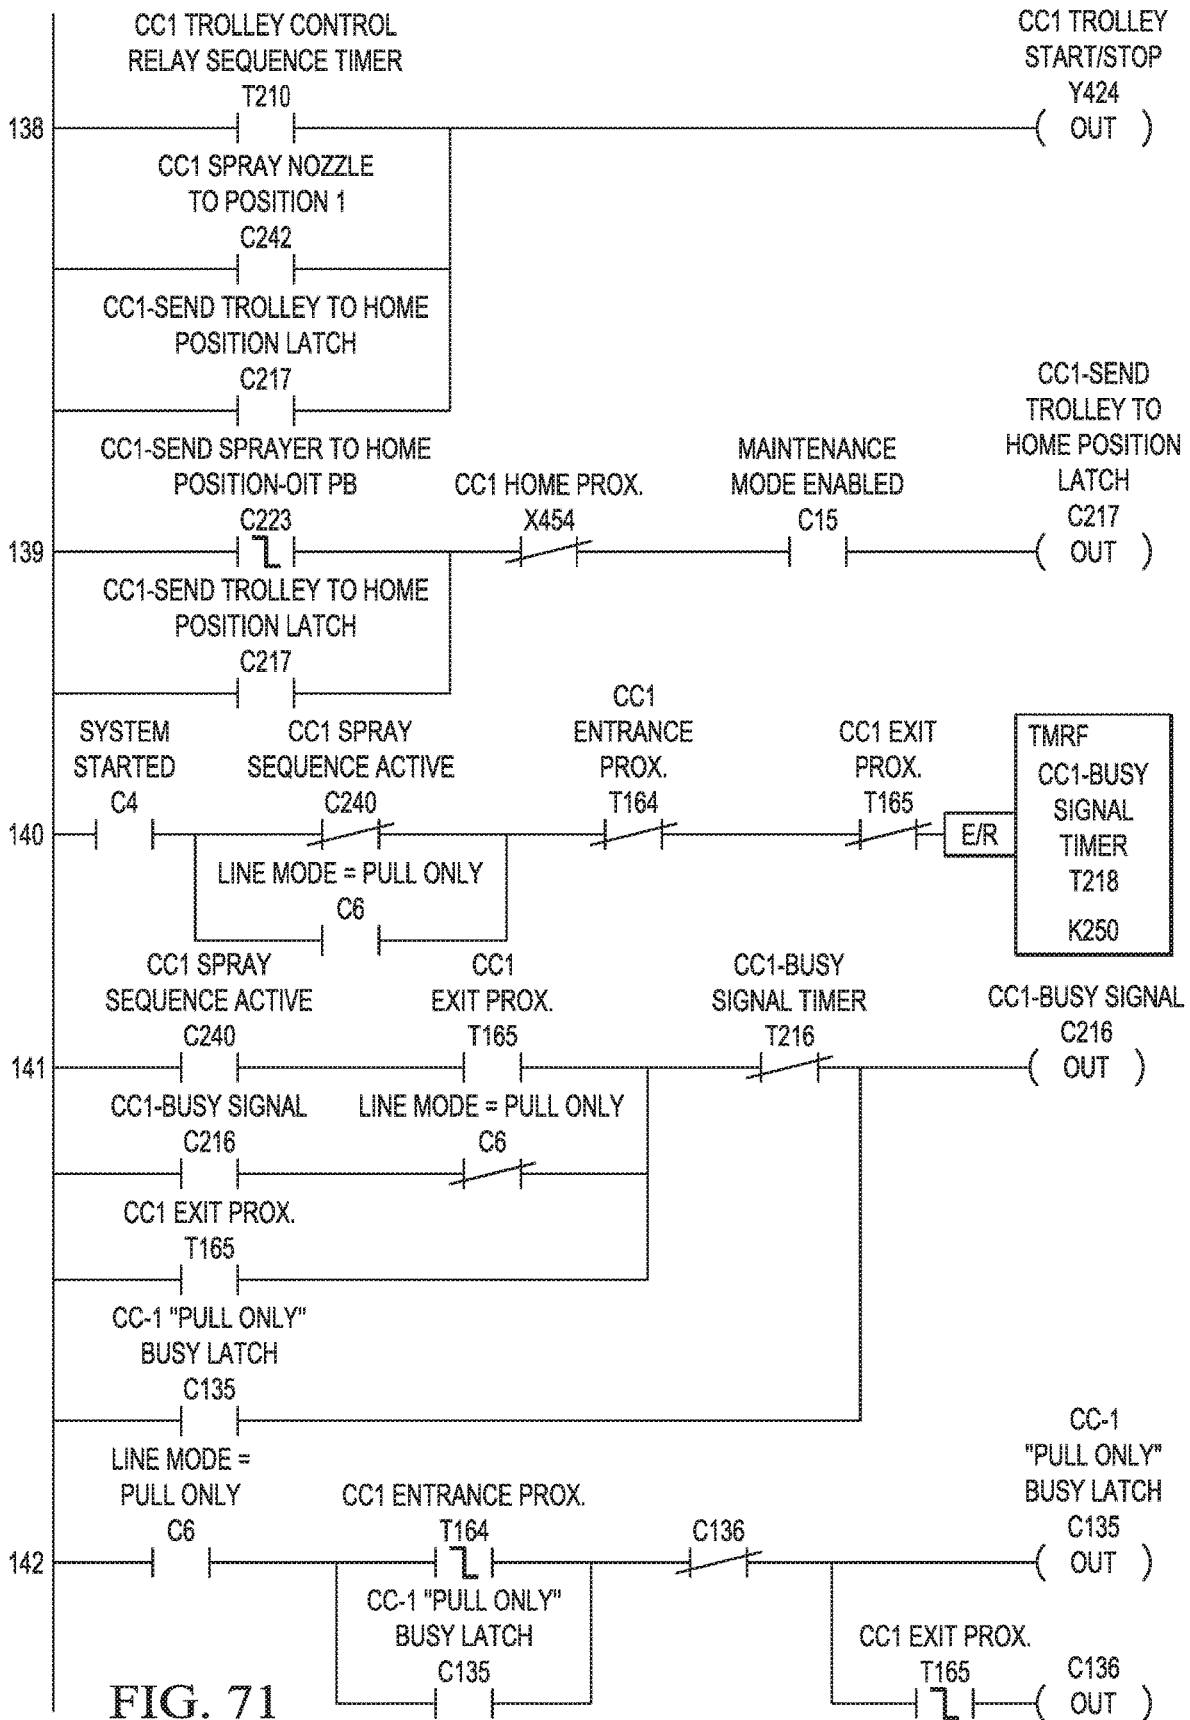 CC1 TROLLEY CONTROL
RELAY SEQUENCE TIMER
T210
CC1 TROLLEY
START/STOP
Y424
138
( OUT )
CC1 SPRAY NOZZLE
TO POSITION 1
C242
CC1-SEND TROLLEY TO HOME
POSITION LATCH
C217
CC1-SEND SPRAYER TO HOME
POSITION-OIT PB
C223
CC1 HOME PROX.
X454
MAINTENANCE
MODE ENABLED
C15
CC1-SEND
TROLLEY TO
HOME POSITION
LATCH
C217
139
( OUT )
CC1-SEND TROLLEY TO HOME
POSITION LATCH
C217
SYSTEM
STARTED
C4
CC1 SPRAY
SEQUENCE ACTIVE
C240
CC1
ENTRANCE
PROX.
T164
CC1 EXIT
PROX.
T165
140
E/R
TMRF
CC1-BUSY
SIGNAL
TIMER
T218
K250
LINE MODE = PULL ONLY
C6
CC1 SPRAY
SEQUENCE ACTIVE
C240
CC1
EXIT PROX.
T165
CC1-BUSY
SIGNAL TIMER
T216
CC1-BUSY SIGNAL
C216
141
( OUT )
CC1-BUSY SIGNAL
C216
LINE MODE = PULL ONLY
C6
CC1 EXIT PROX.
T165
CC-1 "PULL ONLY"
BUSY LATCH
C135
LINE MODE =
PULL ONLY
C6
CC1 ENTRANCE PROX.
T164
C136
CC-1
"PULL ONLY"
BUSY LATCH
C135
142
( OUT )
CC-1 "PULL ONLY"
BUSY LATCH
C135
CC1 EXIT PROX.
T165
C136
( OUT )
FIG. 71